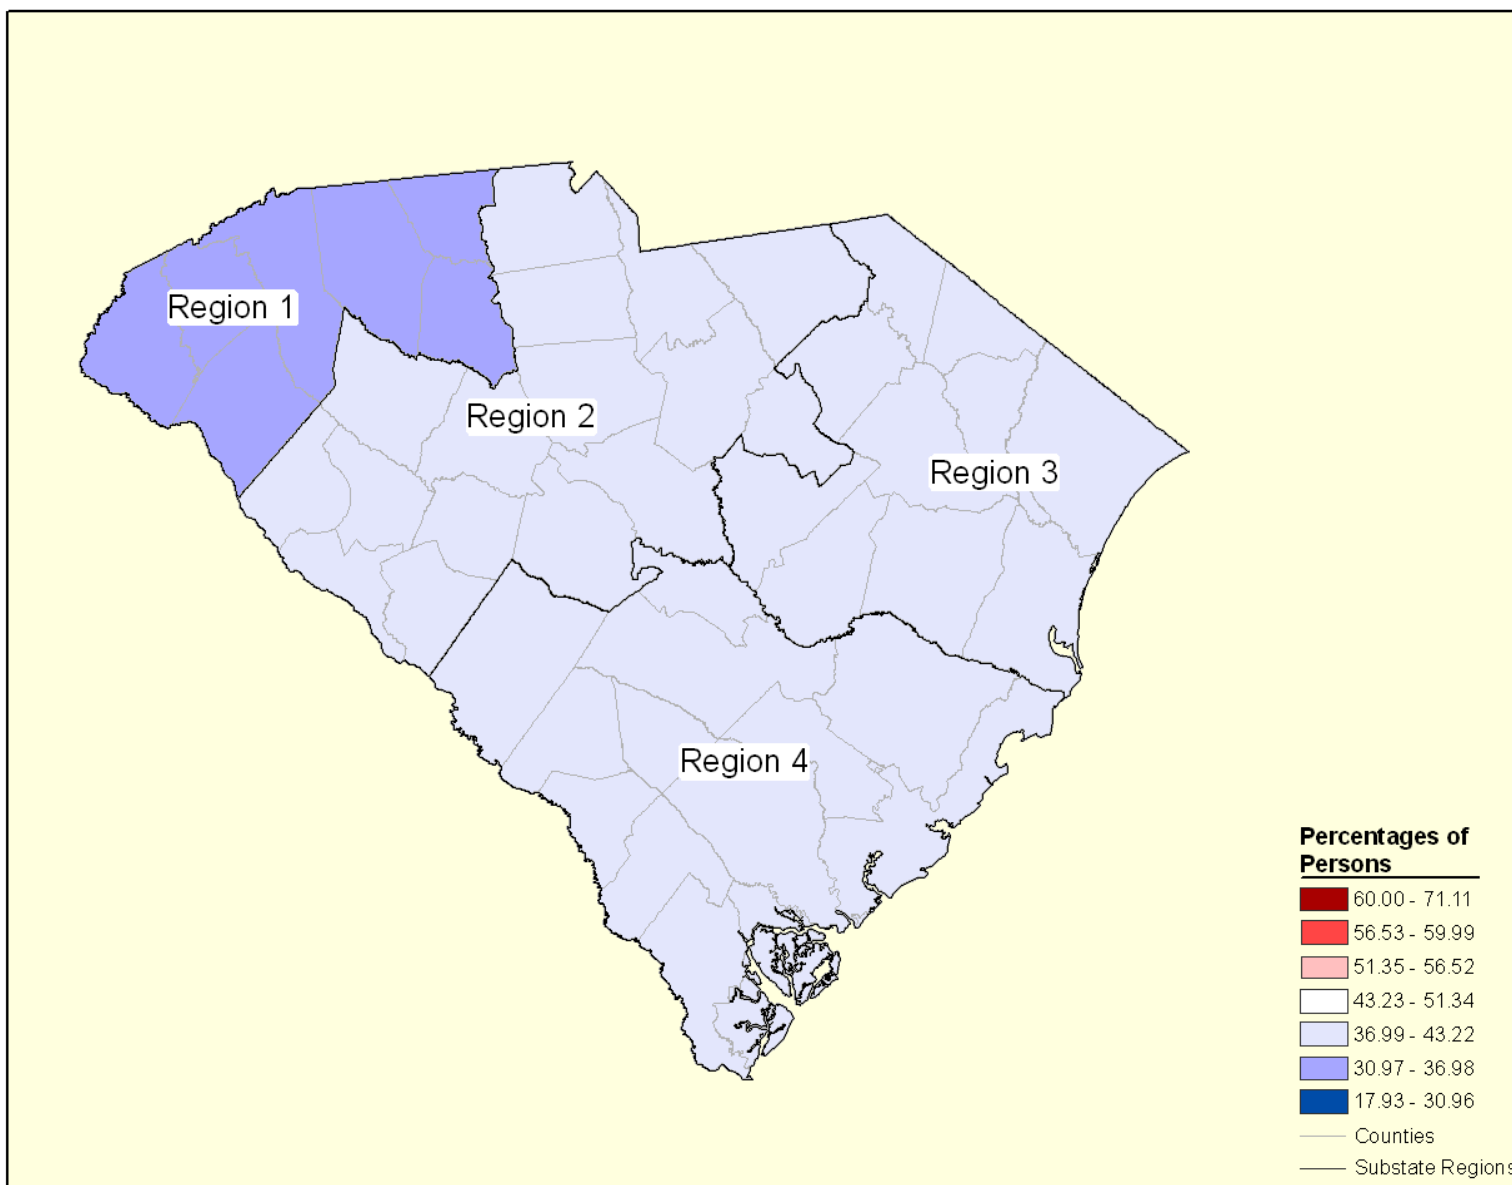 Region 1
Region 2
Region 3
Region 4
Percentages of
Persons
60.00 - 71.11
56.53 - 59.99
51.35 - 56.52
43.23 - 51.34
36.99 - 43.22
30.97 - 36.98
17.93 - 30.96
Counties
Substate Regions